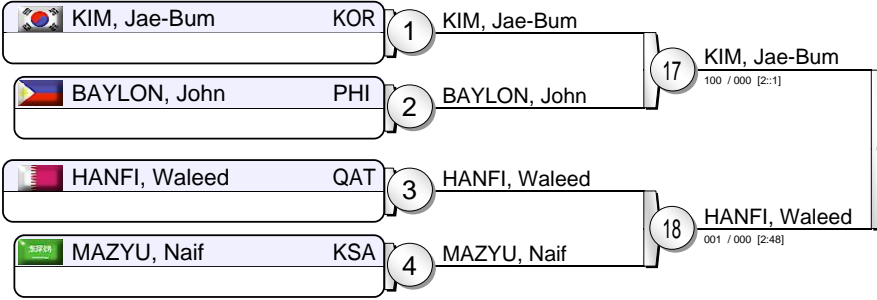 KIM, Jae-Bum KOR
1
KIM, Jae-Bum
17
KIM, Jae-Bum
100 / 000 [2::1]
BAYLON, John PHI
2
BAYLON, John
HANFI, Waleed QAT
3
HANFI, Waleed
18
HANFI, Waleed
001 / 000 [2:48]
MAZYU, Naif KSA
4
MAZYU, Naif